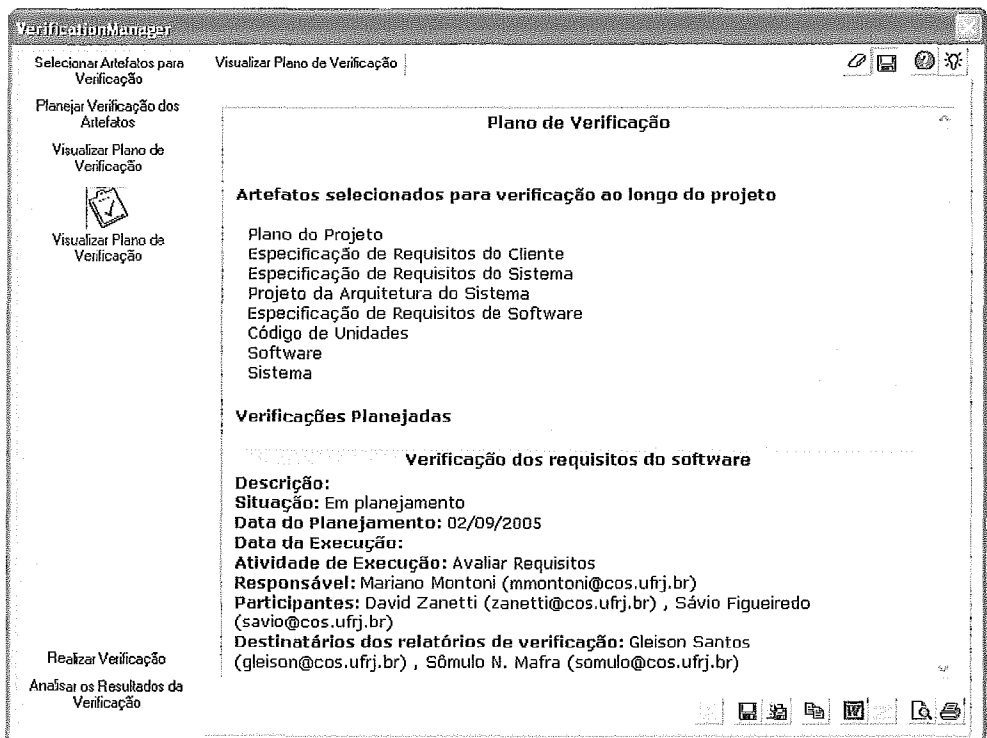 VerificationManager
Selecionar Artefatos para
Verificação
Planejar Verificação dos
Artefatos
Visualizar Plano de
Verificação
Visualizar Plano de
Verificação
Realizar Verificação
Analisar os Resultados da
Verificação
Visualizar Plano de Verificação
Plano de Verificação
Artefatos selecionados para verificação ao longo do projeto
Plano do Projeto
Especificação de Requisitos do Cliente
Especificação de Requisitos do Sistema
Projeto da Arquitetura do Sistema
Especificação de Requisitos de Software
Código de Unidades
Software
Sistema
Verificações Planejadas
Verificação dos requisitos do software
Descrição:
Situação: Em planejamento
Data do Planejamento: 02/09/2005
Data da Execução:
Atividade de Execução: Avaliar Requisitos
Responsável: Mariano Montoni (mmontoni@cos.ufrj.br)
Participantes: David Zanetti (zanetti@cos.ufrj.br) , Sávio Figueiredo
(savio@cos.ufrj.br)
Destinatários dos relatórios de verificação: Gleison Santos
(gleison@cos.ufrj.br) , Sômulo N. Mafra (somulo@cos.ufrj.br)